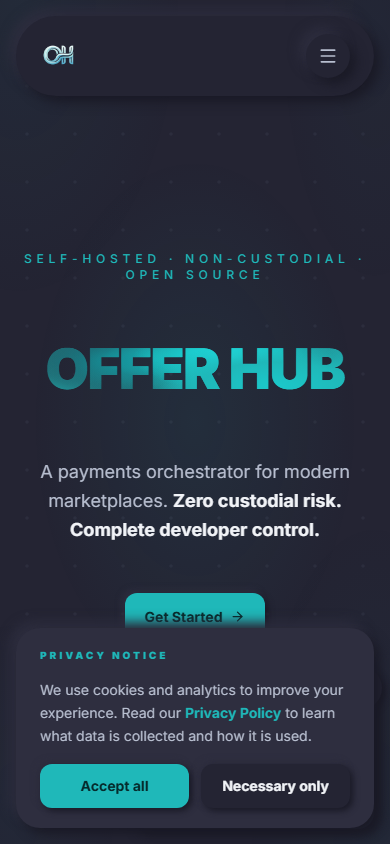 OH
SELF-HOSTED · NON-CUSTODIAL ·
OPEN SOURCE
OFFER HUB
A payments orchestrator for modern
marketplaces. Zero custodial risk.
Complete developer control.
Get Started →
PRIVACY NOTICE
We use cookies and analytics to improve your
experience. Read our Privacy Policy to learn
what data is collected and how it is used.
Accept all
Necessary only